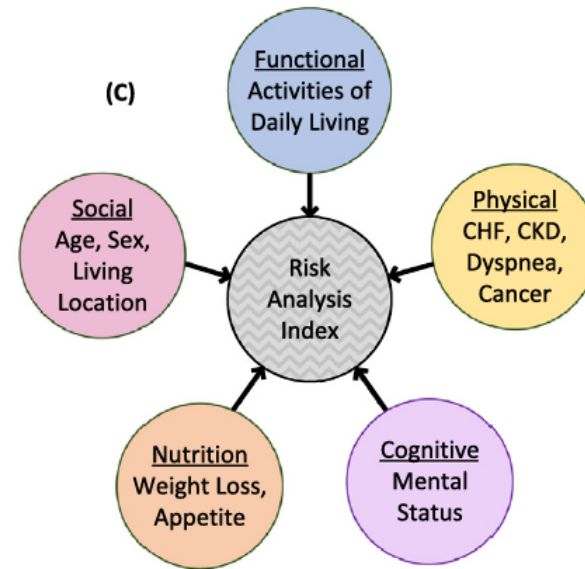 (C)
Functional
Activities of
Daily Living
Social
Age, Sex,
Living
Location
Physical
CHF, CKD,
Dyspnea,
Cancer
Risk
Analysis
Index
Nutrition
Weight Loss,
Appetite
Cognitive
Mental
Status